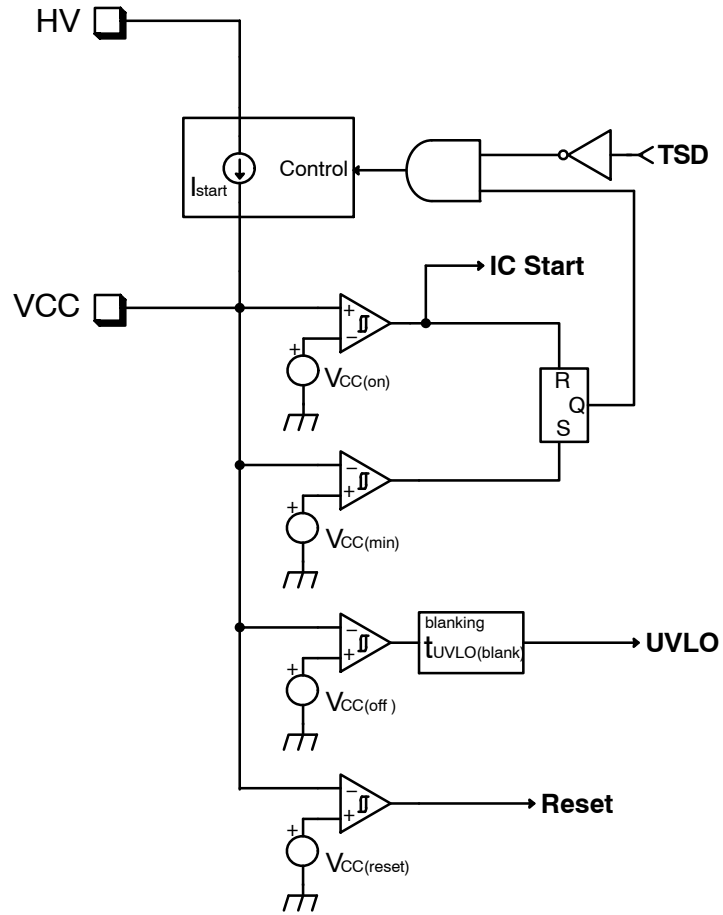 HV
Control
Istart
TSD
IC Start
VCC
+
−
+
VCC(on)
R
Q
S
−
+
+
VCC(min)
blanking
tUVLO(blank)
−
+
UVLO
+
VCC(off )
−
+
Reset
+
VCC(reset)